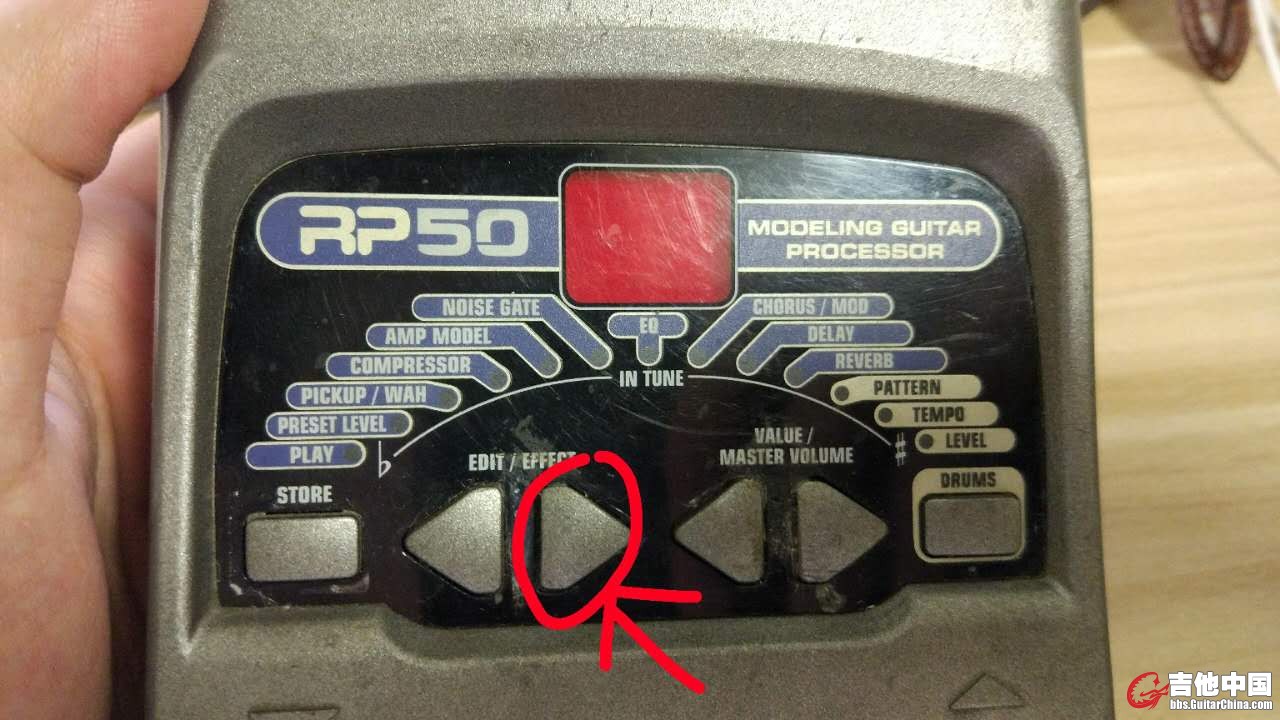 RP50
MODELING GUITAR
PROCESSOR
NOISE GATE
EQ
CHORUS / MOD
AMP MODEL
DELAY
COMPRESSOR
REVERB
IN TUNE
PICKUP / WAH
PATTERN
PRESET LEVEL
TEMPO
PLAY
LEVEL
♭
♯
EDIT / EFFECT
VALUE /
MASTER VOLUME
STORE
DRUMS
吉他中国
bbs.GuitarChina.com